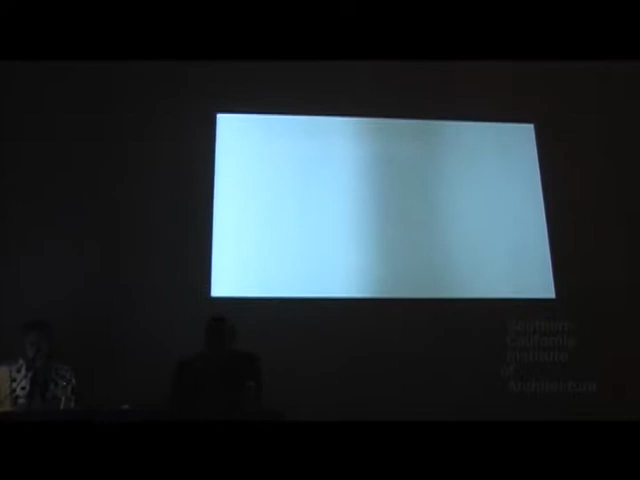 Southern
California
Institute
of
Architecture